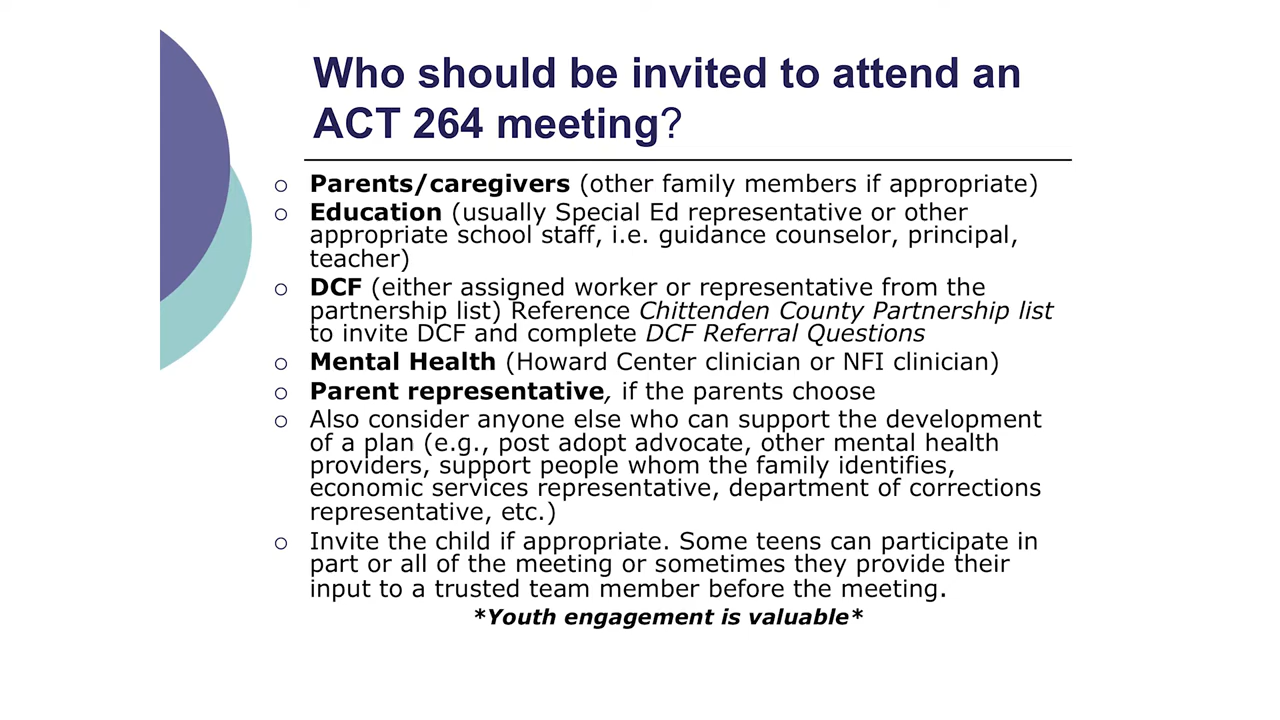 Who should be invited to attend an
ACT 264 meeting?
Parents/caregivers (other family members if appropriate)
Education (usually Special Ed representative or other
appropriate school staff, i.e. guidance counselor, principal,
teacher)
DCF (either assigned worker or representative from the
partnership list) Reference Chittenden County Partnership list
to invite DCF and complete DCF Referral Questions
Mental Health (Howard Center clinician or NFI clinician)
Parent representative, if the parents choose
Also consider anyone else who can support the development
of a plan (e.g., post adopt advocate, other mental health
providers, support people whom the family identifies,
economic services representative, department of corrections
representative, etc.)
Invite the child if appropriate. Some teens can participate in
part or all of the meeting or sometimes they provide their
input to a trusted team member before the meeting.
*Youth engagement is valuable*